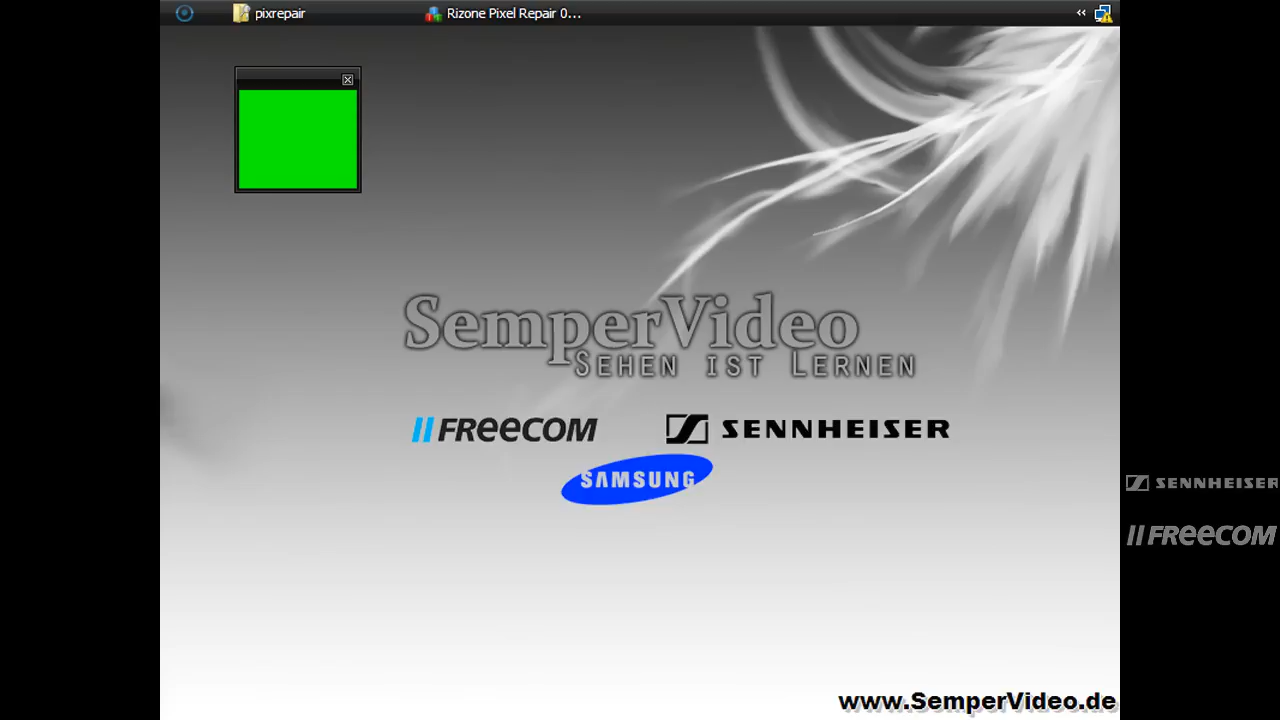 pixrepair
Rizone Pixel Repair 0...
SemperVideo
SEHEN IST LERNEN
FREECOM
SENNHEISER
SAMSUNG
SENNHEISER
FREECOM
www.SemperVideo.de